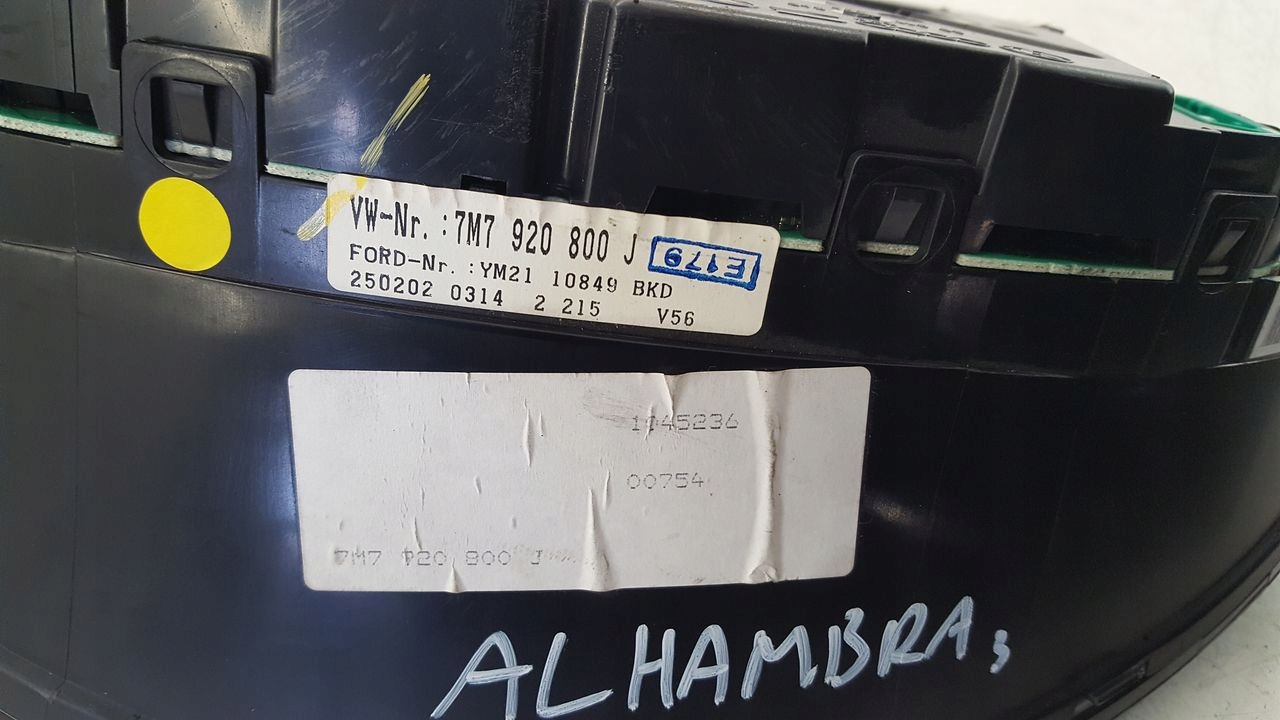 VW-Nr. :7M7 920 800 J E179
FORD-Nr. :YM21 10849 BKD
250202 0314 2 215 V56
1045236
00754
7M7 920 800 J
ALHAMBRA,